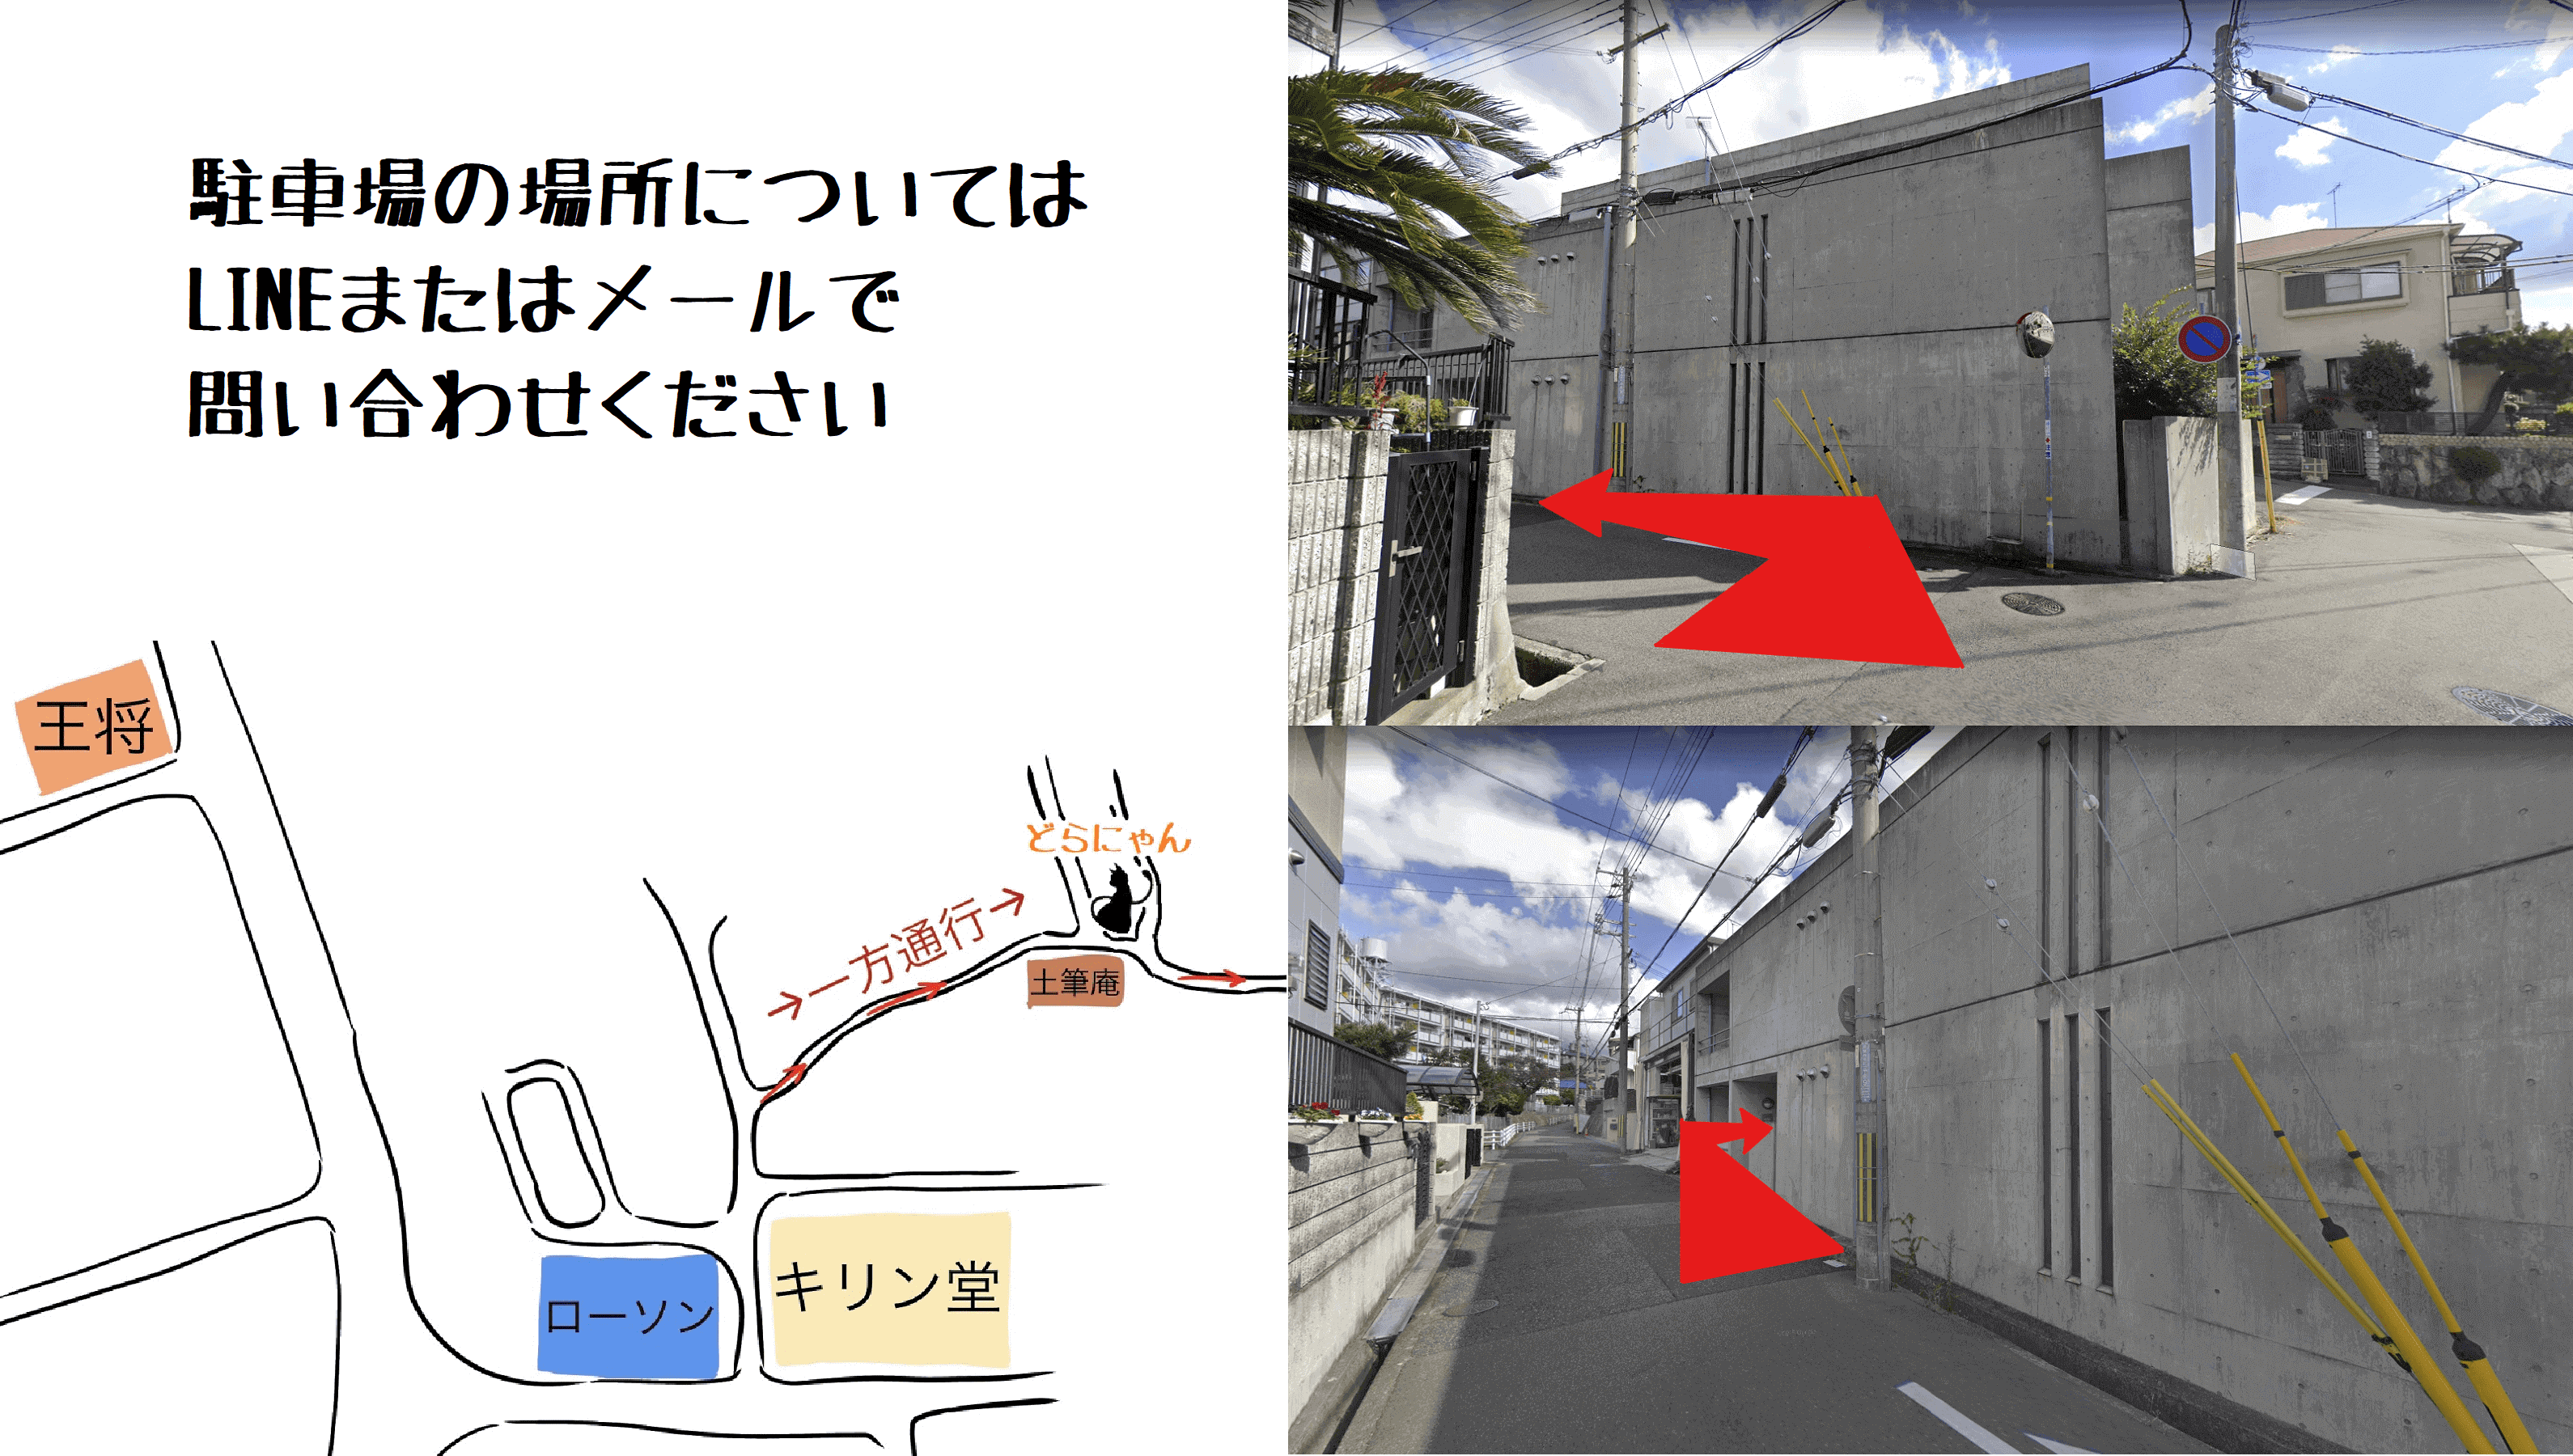 駐車場の場所については
LINEまたはメールで
問い合わせください
王将
どらにゃん
→一方通行→
土筆庵
ローソン
キリン堂